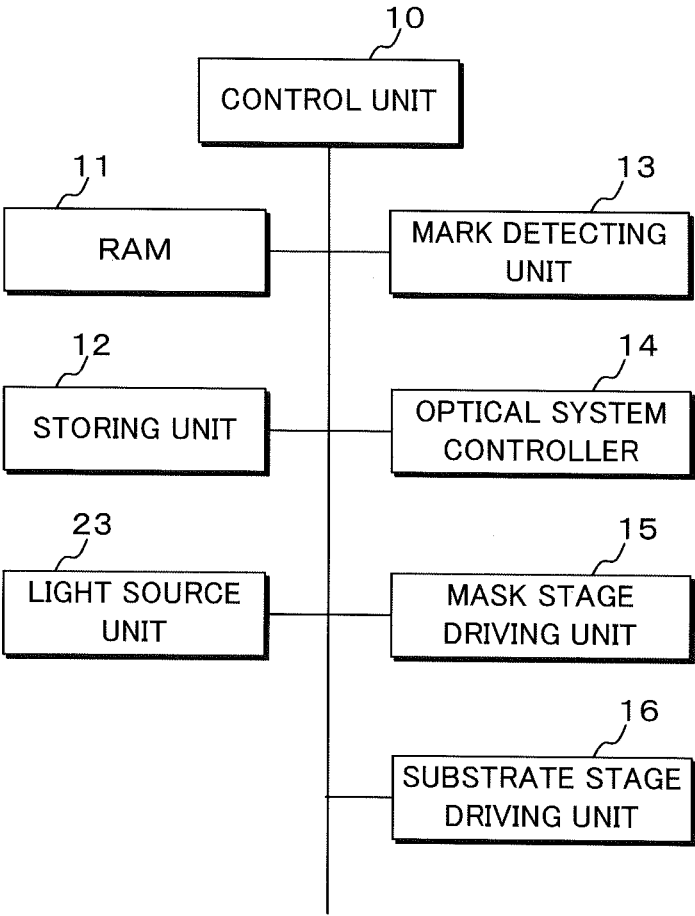 10
CONTROL UNIT
11
RAM
13
MARK DETECTING
UNIT
12
STORING UNIT
14
OPTICAL SYSTEM
CONTROLLER
23
LIGHT SOURCE
UNIT
15
MASK STAGE
DRIVING UNIT
16
SUBSTRATE STAGE
DRIVING UNIT